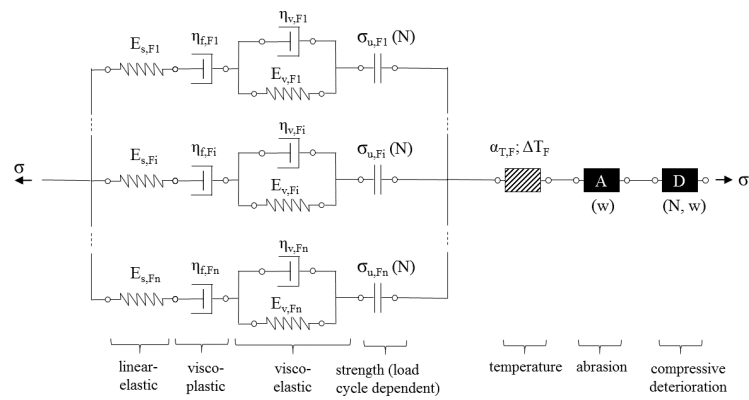 η_v,F1
η_f,F1
σ_u,F1 (N)
E_s,F1
E_v,F1
η_v,Fi
η_f,Fi
σ_u,Fi (N)
α_T,F; ΔT_F
E_s,Fi
σ
A
D
σ
E_v,Fi
(w)
(N, w)
η_v,Fn
η_f,Fn
σ_u,Fn (N)
E_s,Fn
E_v,Fn
linear-
elastic
visco-
plastic
visco-
elastic
strength (load
cycle dependent)
temperature
abrasion
compressive
deterioration